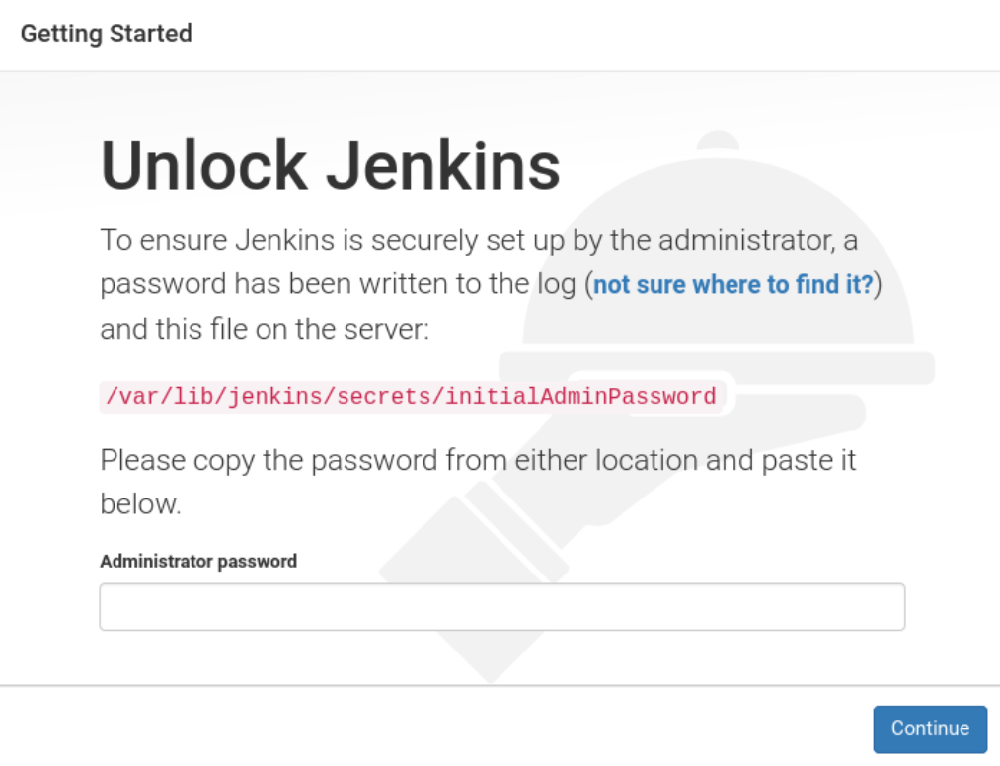 Getting Started
Unlock Jenkins
To ensure Jenkins is securely set up by the administrator, a
password has been written to the log (not sure where to find it?)
and this file on the server:
/var/lib/jenkins/secrets/initialAdminPassword
Please copy the password from either location and paste it
below.
Administrator password
Continue